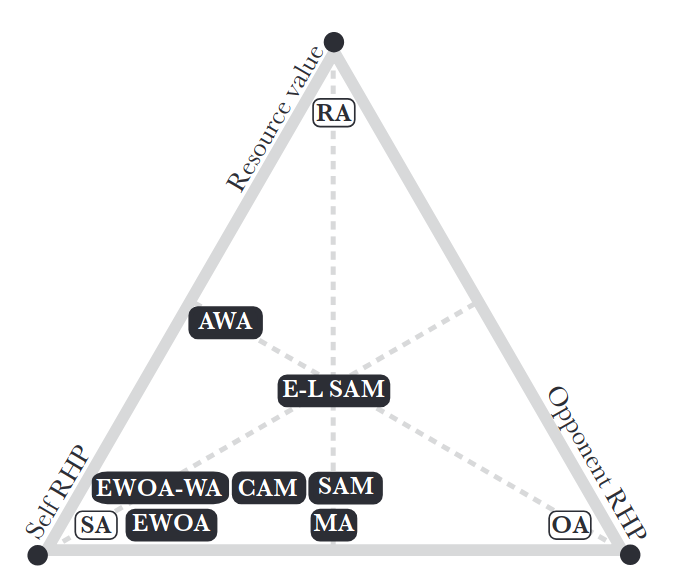 Resource value
RA
AWA
E-L SAM
Opponent RHP
Self RHP
EWOA-WA
CAM
SAM
SA
EWOA
MA
OA